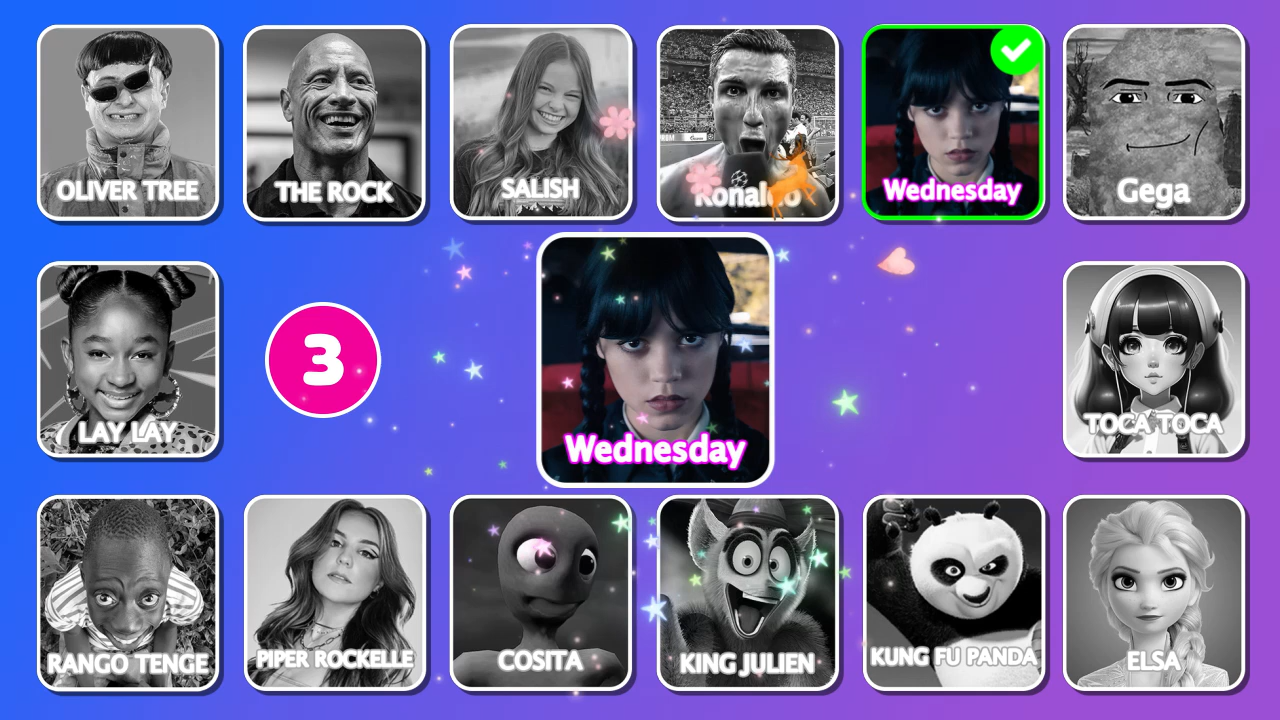 OLIVER TREE
THE ROCK
SALISH
Ronaldo
Wednesday
Gega
LAY LAY
3
Wednesday
TOCA TOCA
RANGO TENGE
PIPER ROCKELLE
COSITA
KING JULIEN
KUNG FU PANDA
ELSA